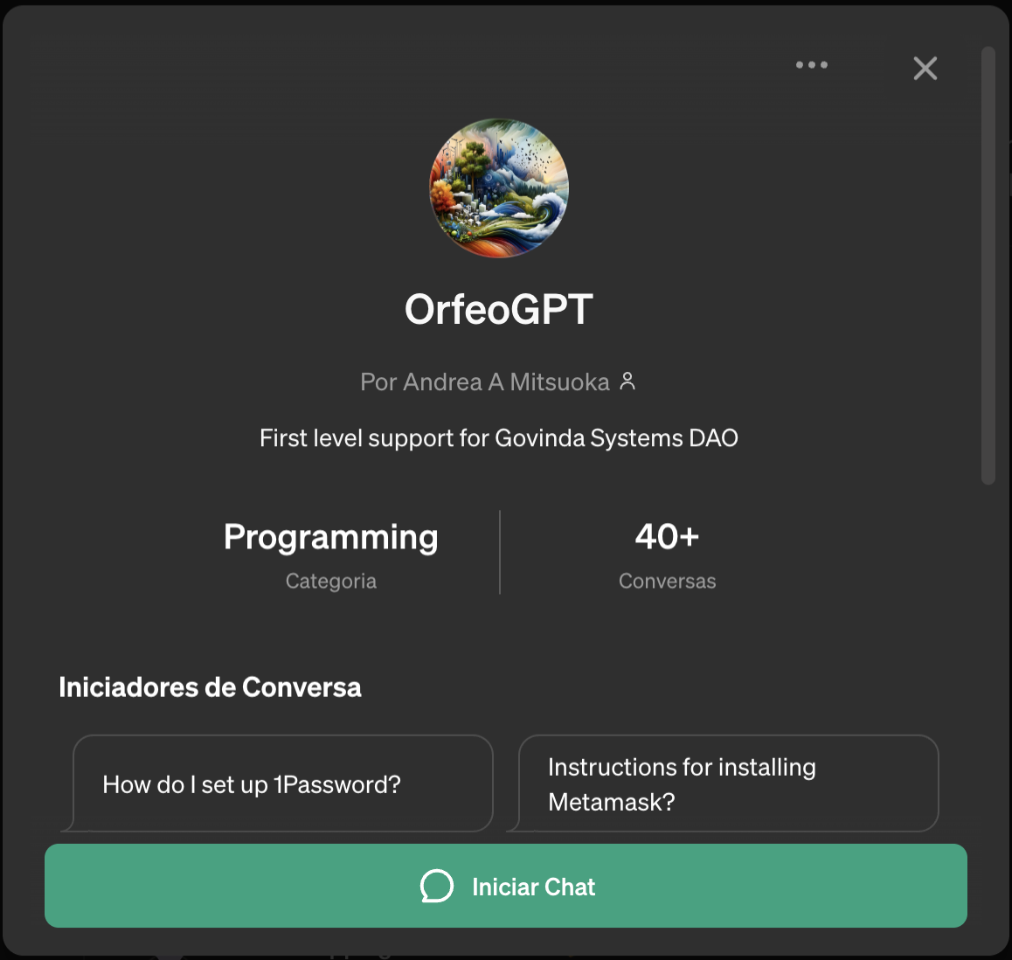 OrfeoGPT
Por Andrea A Mitsuoka
First level support for Govinda Systems DAO
Programming
Categoria
40+
Conversas
Iniciadores de Conversa
How do I set up 1Password?
Instructions for installing
Metamask?
Iniciar Chat